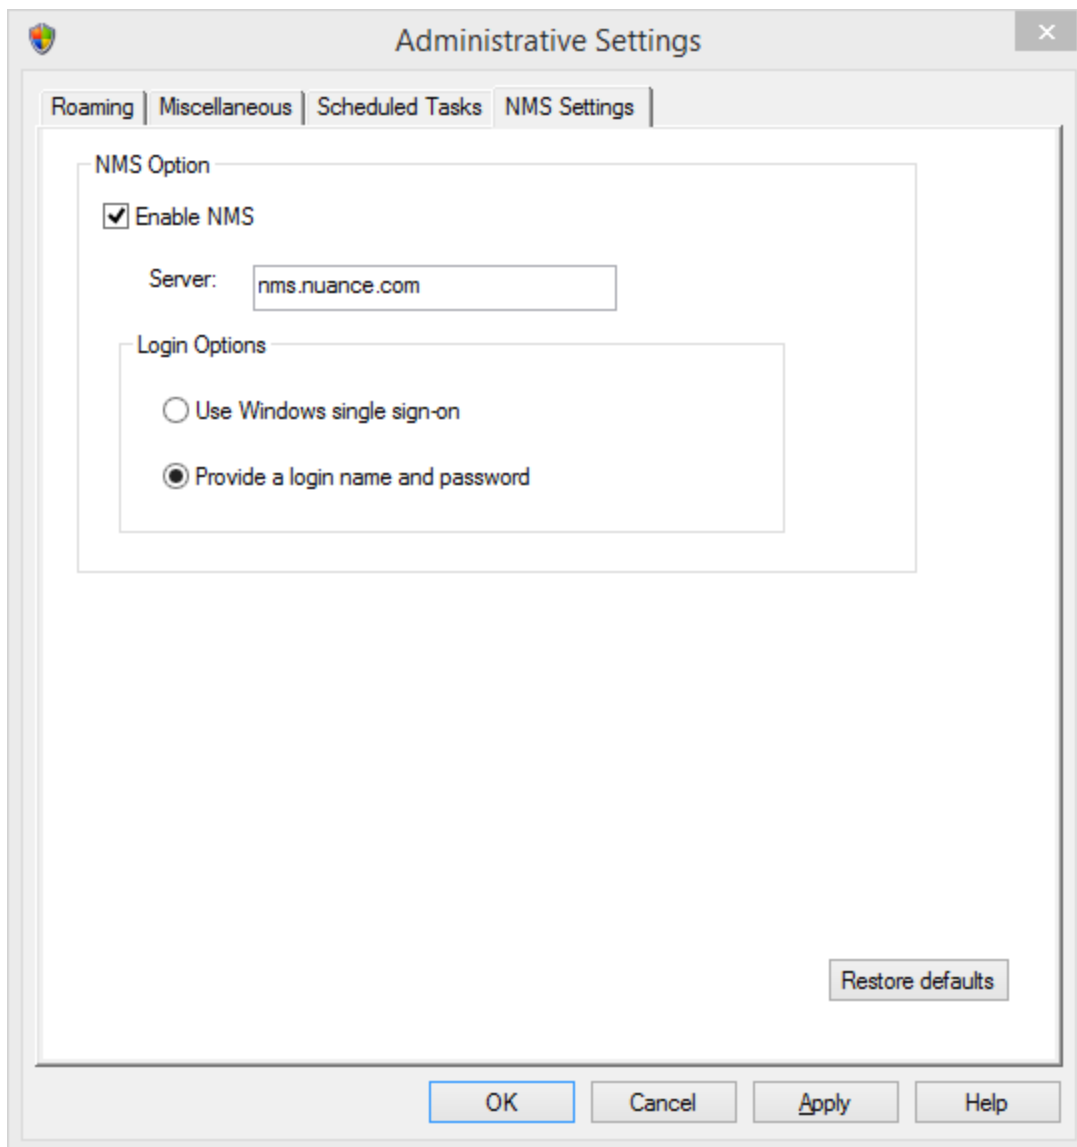 Administrative Settings
Roaming Miscellaneous Scheduled Tasks NMS Settings
NMS Option
Enable NMS
Server: nms.nuance.com
Login Options
Use Windows single sign-on
Provide a login name and password
Restore defaults
OK Cancel Apply Help